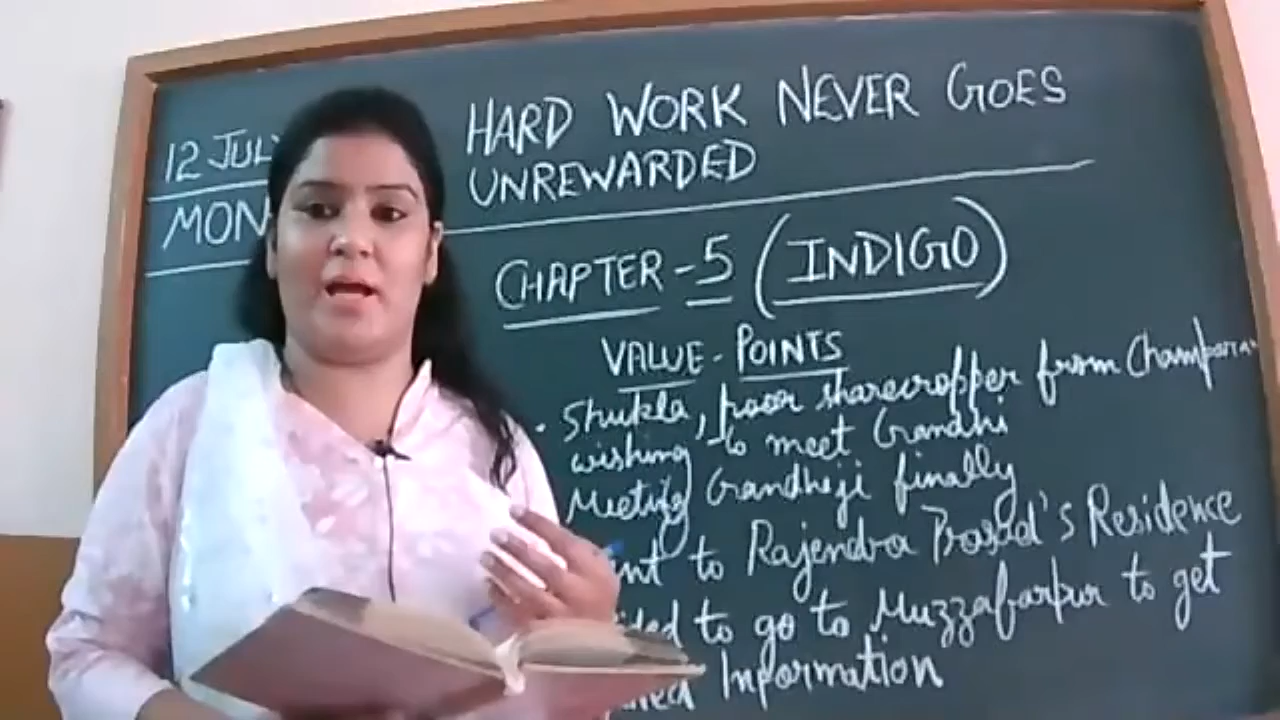 12 JULY
MON
HARD WORK NEVER GOES
UNREWARDED
CHAPTER - 5 (INDIGO)
VALUE - POINTS
• Shukla, poor sharecropper from Champaran
wishing to meet Gandhi
Meeting Gandhiji finally
to Rajendra Prasad's Residence
to go to Muzzafarpur to get
Information